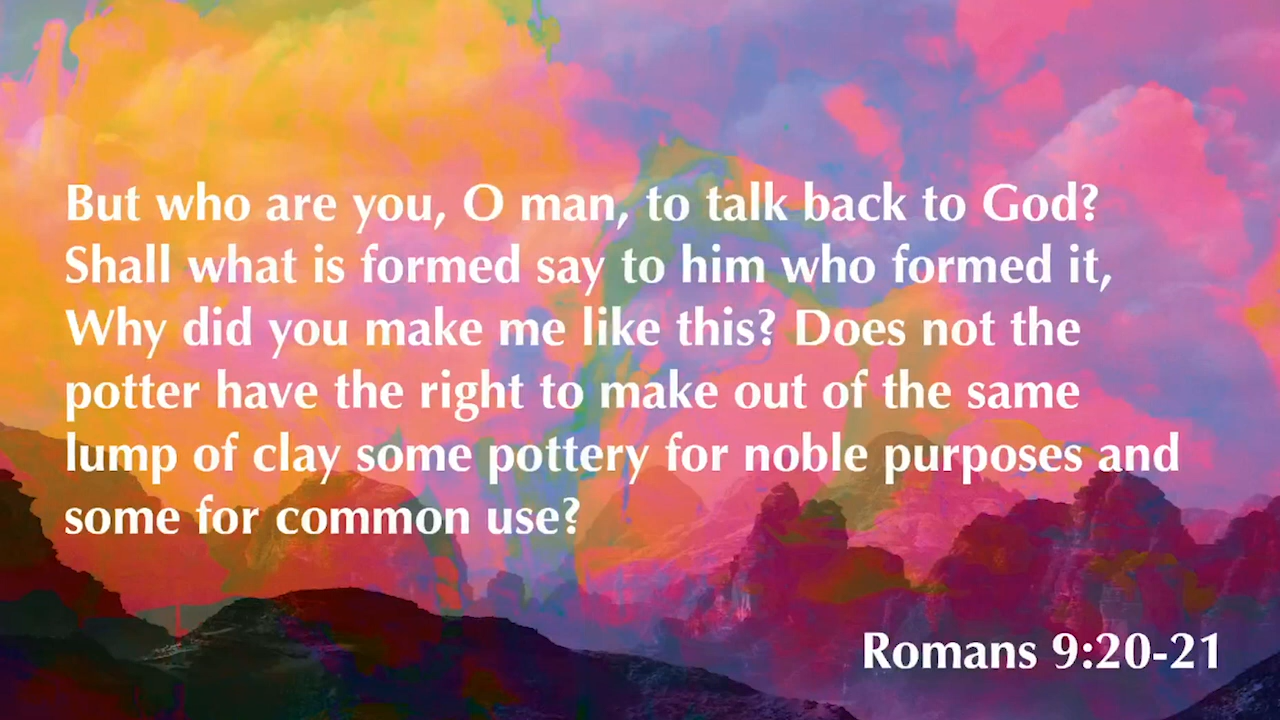 But who are you, O man, to talk back to God?
Shall what is formed say to him who formed it,
Why did you make me like this? Does not the
potter have the right to make out of the same
lump of clay some pottery for noble purposes and
some for common use?
Romans 9:20-21